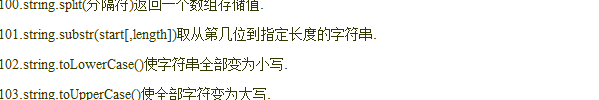 100.string.split(分隔符)返回一个数组存储值.
101.string.substr(start[,length])取从第几位到指定长度的字符串.
102.string.toLowerCase()使字符串全部变为小写.
103.string.toUpperCase()使全部字符变为大写.